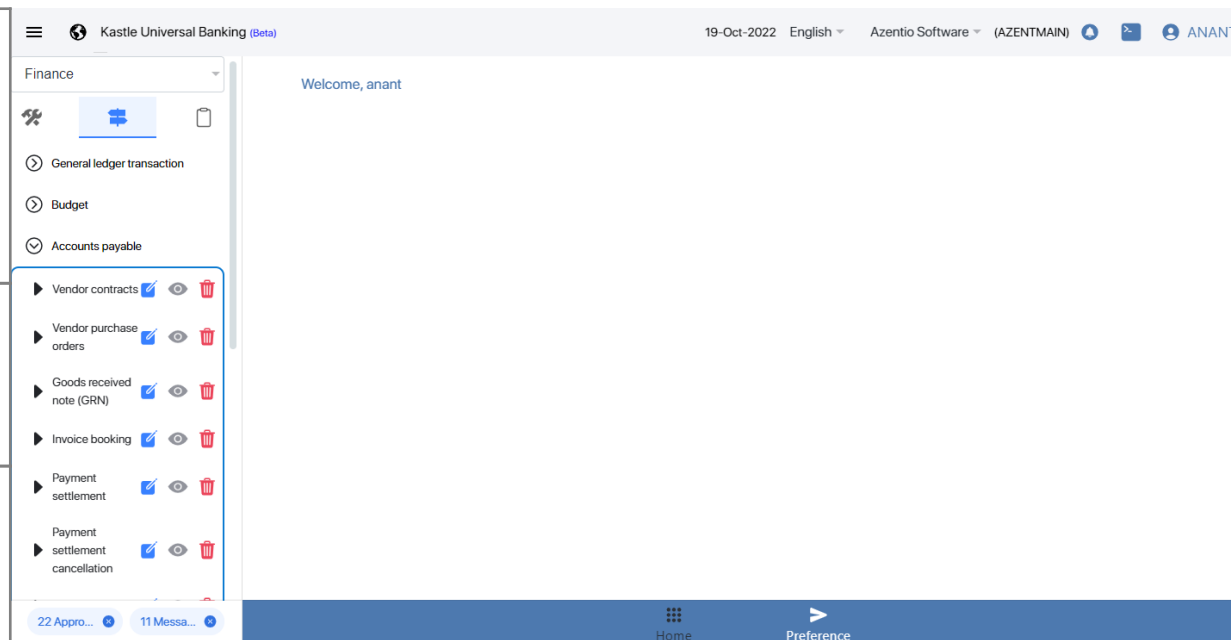 Kastle Universal Banking (Beta)
19-Oct-2022 English Azentio Software (AZENTMAIN) ANANT
Finance
Welcome, anant
General ledger transaction
Budget
Accounts payable
Vendor contracts
Vendor purchase
orders
Goods received
note (GRN)
Invoice booking
Payment
settlement
Payment
settlement
cancellation
22 Appro... 11 Messa...
Home
Preference